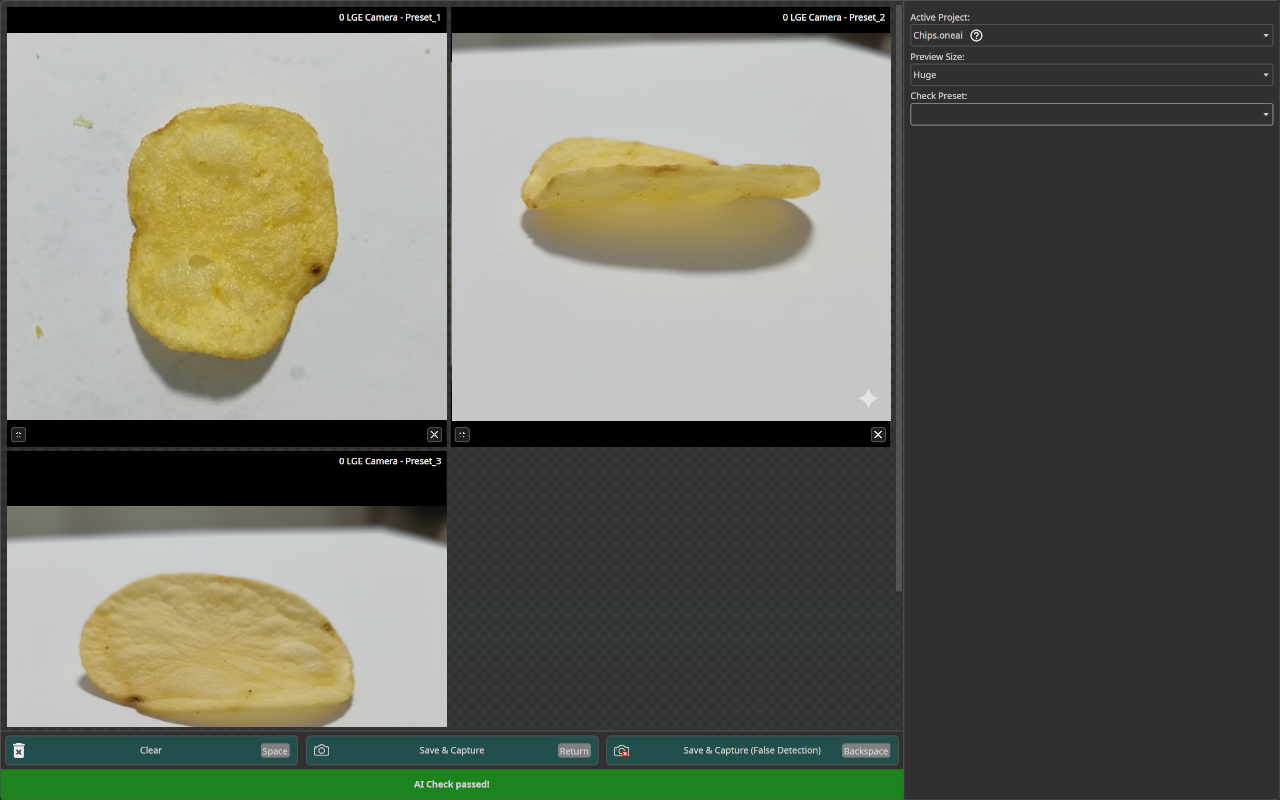 0 LGE Camera - Preset_1
0 LGE Camera - Preset_2
0 LGE Camera - Preset_3
Clear
Space
Save & Capture
Return
Save & Capture (False Detection)
Backspace
AI Check passed!
Active Project:
Chips.oneai
Preview Size:
Huge
Check Preset: